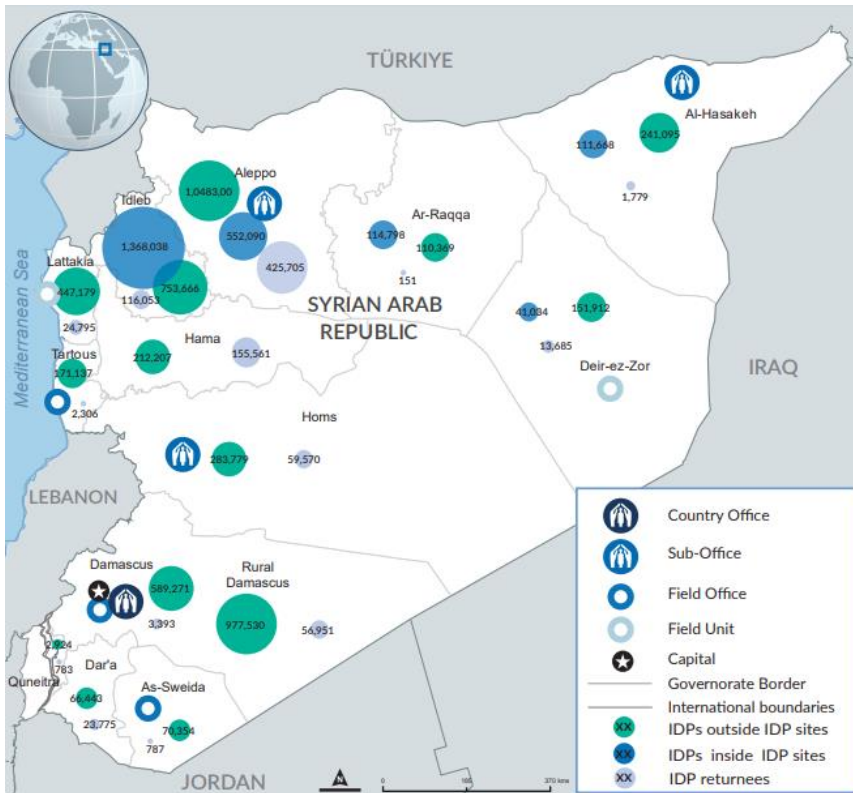 TÜRKIYE
Al-Hasakeh
241,095
111,668
1,779
Aleppo
1,0483,00
Idleb
552,090
1,368,038
425,705
Ar-Raqqa
114,798
110,369
151
Lattakia
447,179
753,666
116,053
24,795
SYRIAN ARAB
REPUBLIC
41,034
151,912
13,685
Deir-ez-Zor
IRAQ
Mediterranean Sea
Hama
212,207
155,561
Tartous
171,137
2,306
Homs
283,779
59,570
LEBANON
Damascus
589,271
3,393
Rural
Damascus
977,530
56,951
2,924
783
Quneitra
Dar'a
66,443
23,775
As-Sweida
70,354
787
JORDAN
Country Office
Sub-Office
Field Office
Field Unit
Capital
Governorate Border
International boundaries
XX IDPs outside IDP sites
XX IDPs inside IDP sites
XX IDP returnees
N
0 185 370 kms